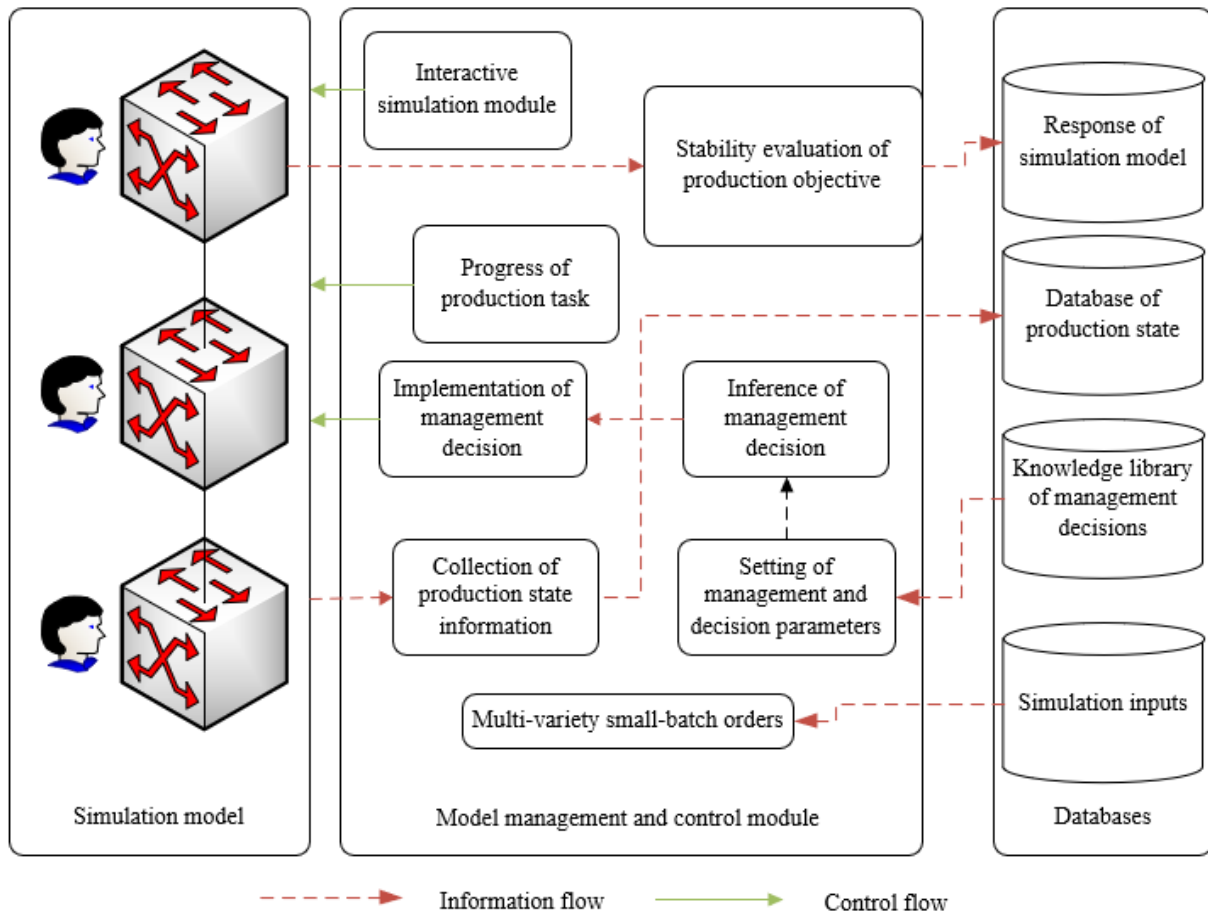 Interactive
simulation module
Stability evaluation of
production objective
Response of
simulation model
Progress of
production task
Database of
production state
Implementation of
management
decision
Inference of
management
decision
Knowledge library
of management
decisions
Collection of
production state
information
Setting of
management and
decision parameters
Simulation inputs
Multi-variety small-batch orders
Simulation model
Model management and control module
Databases
Information flow
Control flow